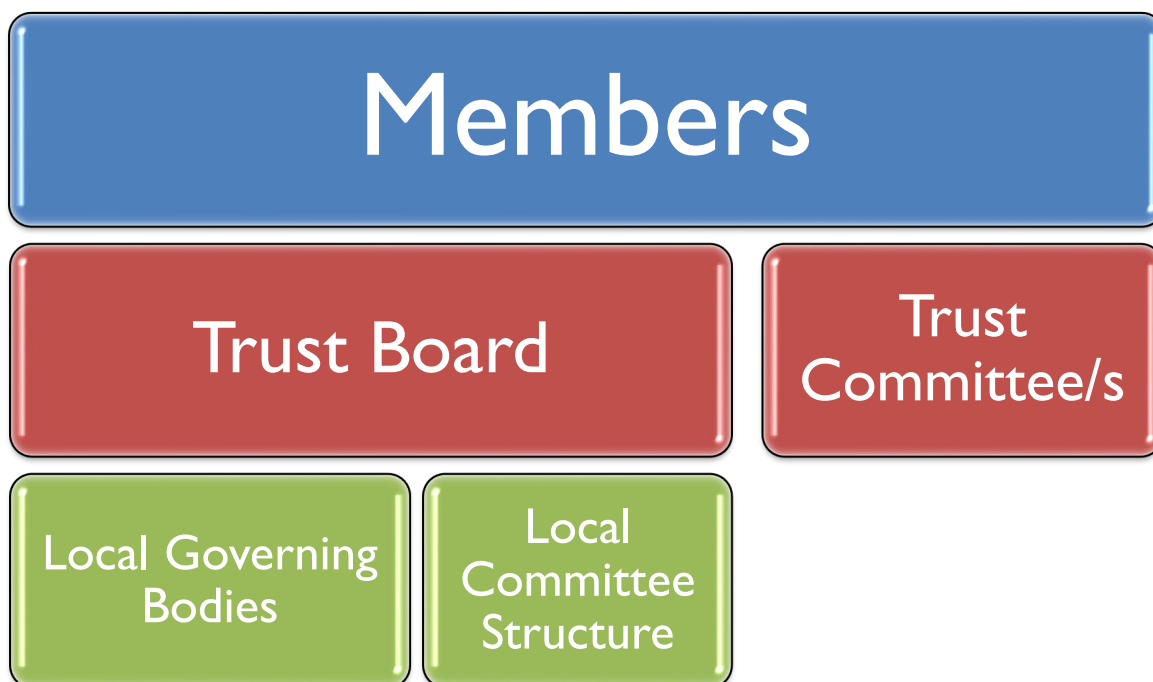 Members
Trust Board
Trust
Committee/s
Local Governing
Bodies
Local
Committee
Structure